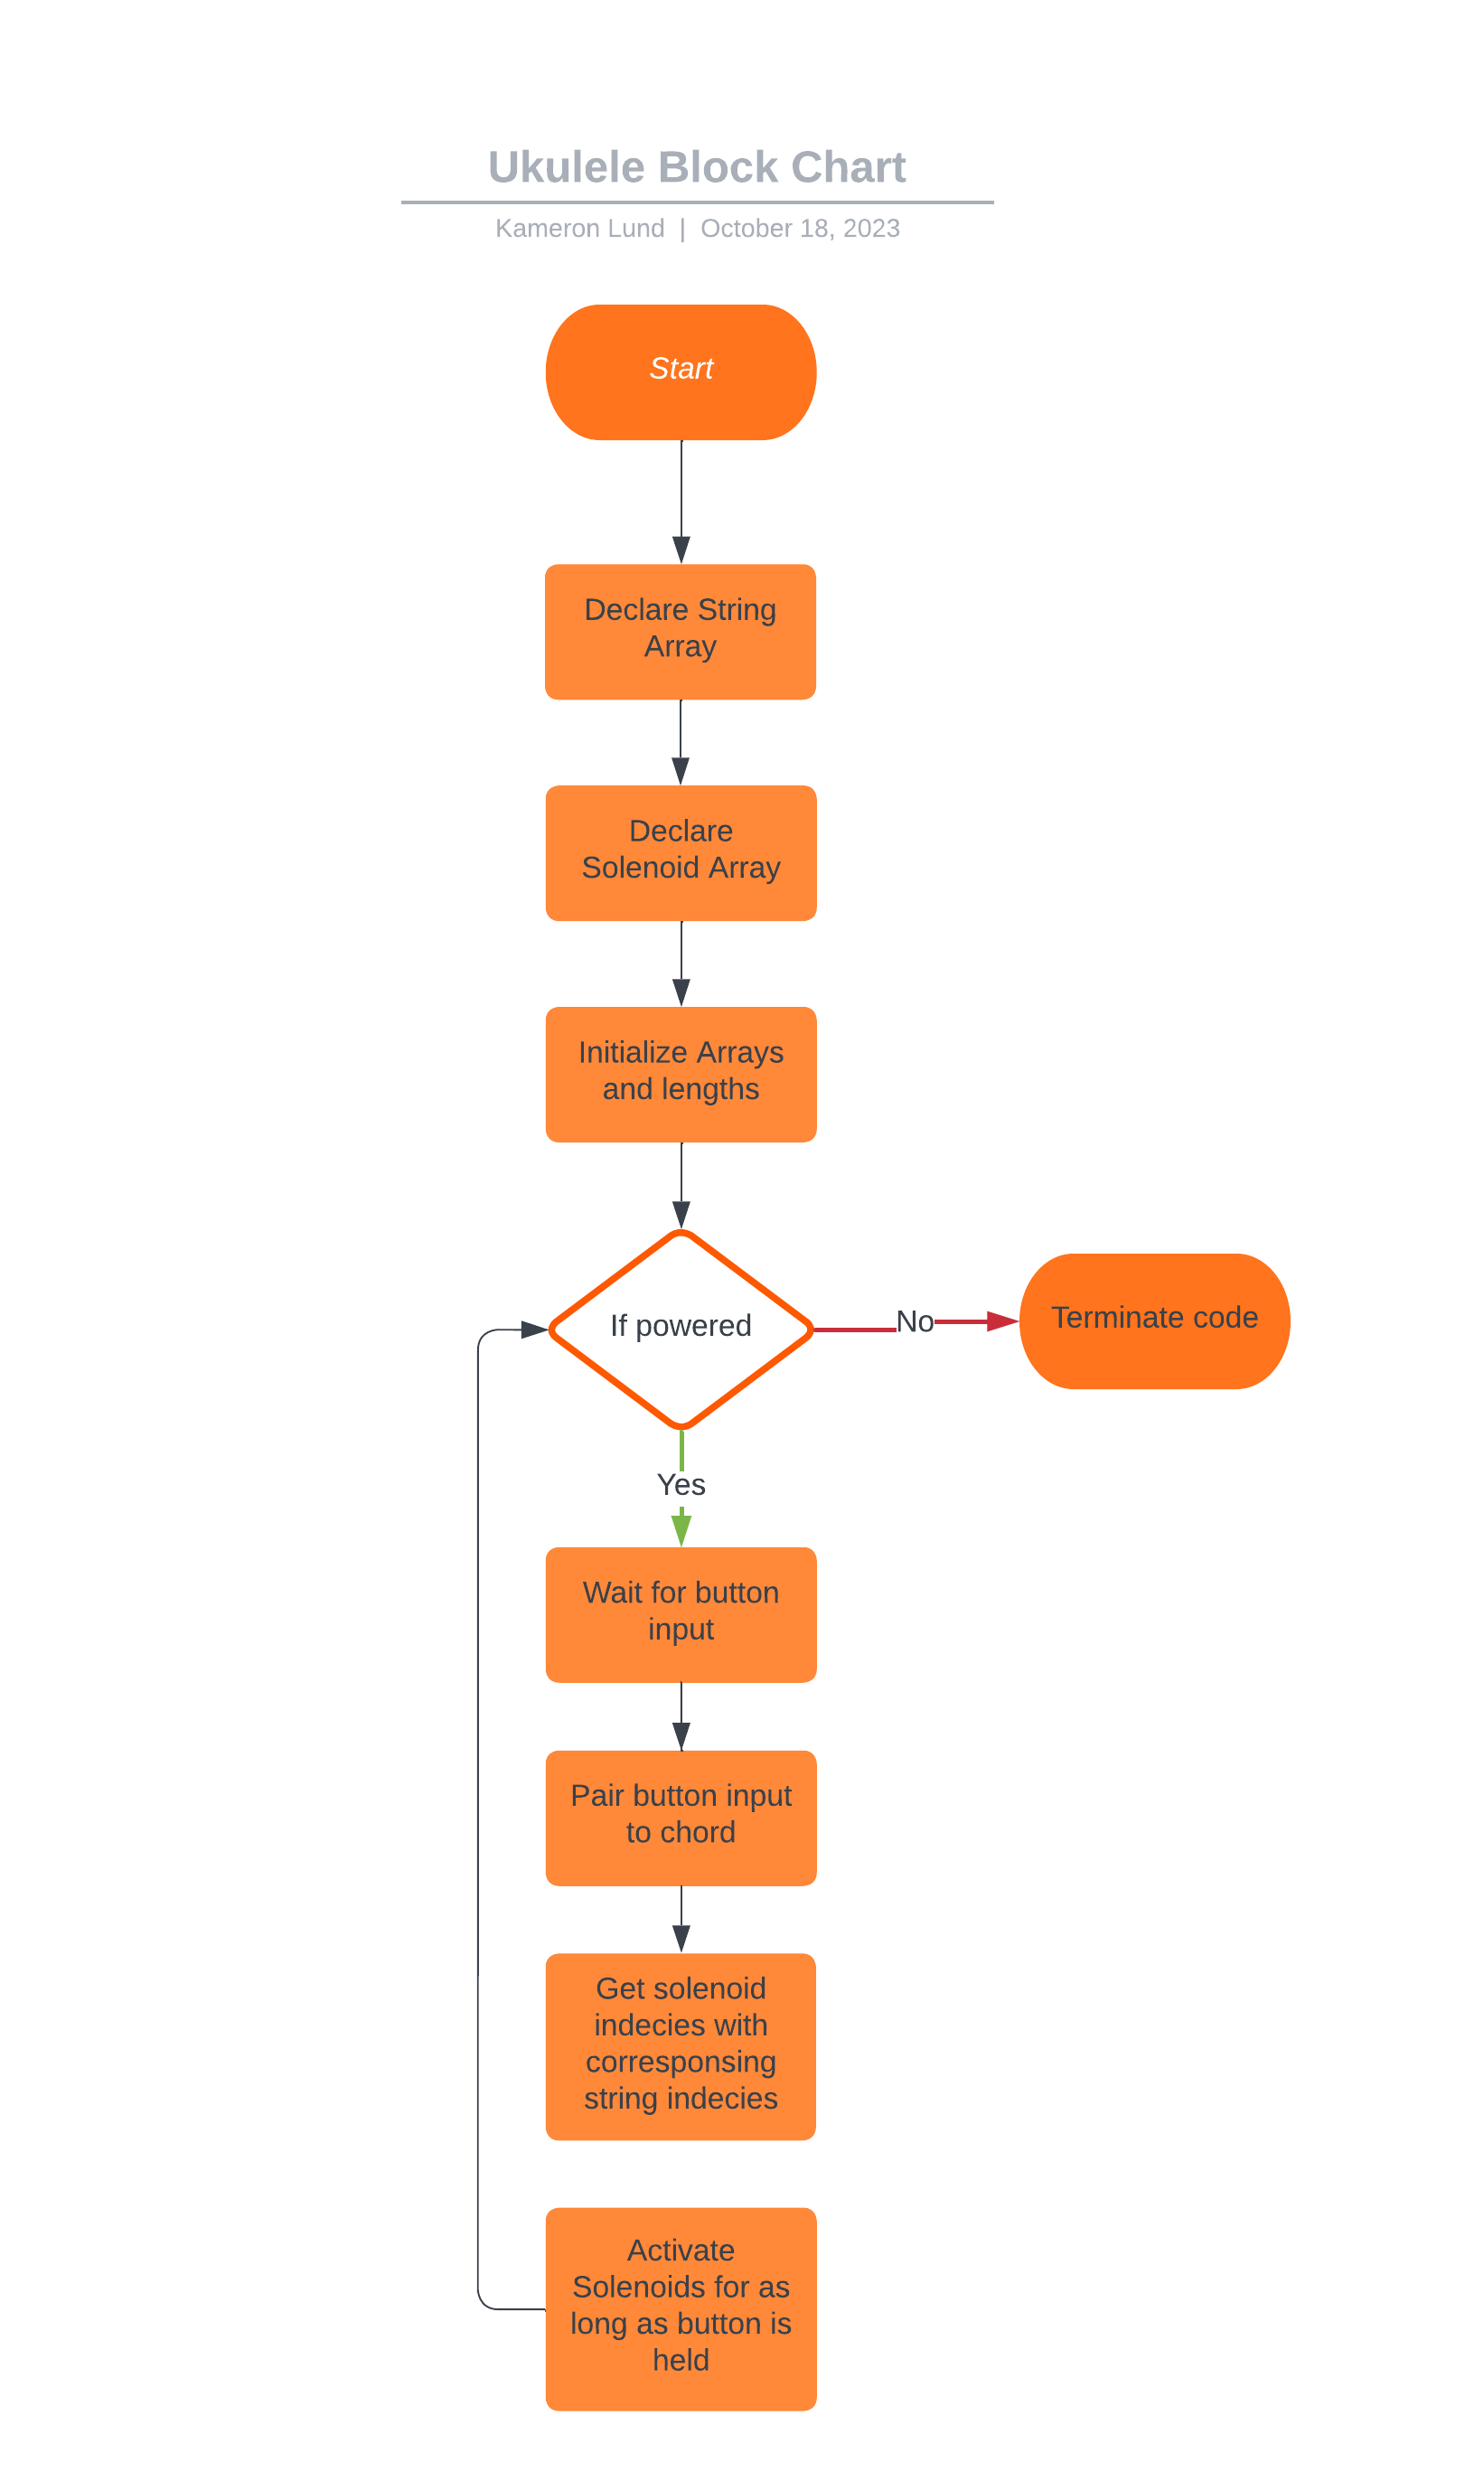 Ukulele Block Chart
Kameron Lund | October 18, 2023
Start
Declare String
Array
Declare
Solenoid Array
Initialize Arrays
and lengths
If powered
No
Terminate code
Yes
Wait for button
input
Pair button input
to chord
Get solenoid
indecies with
corresponsing
string indecies
Activate
Solenoids for as
long as button is
held